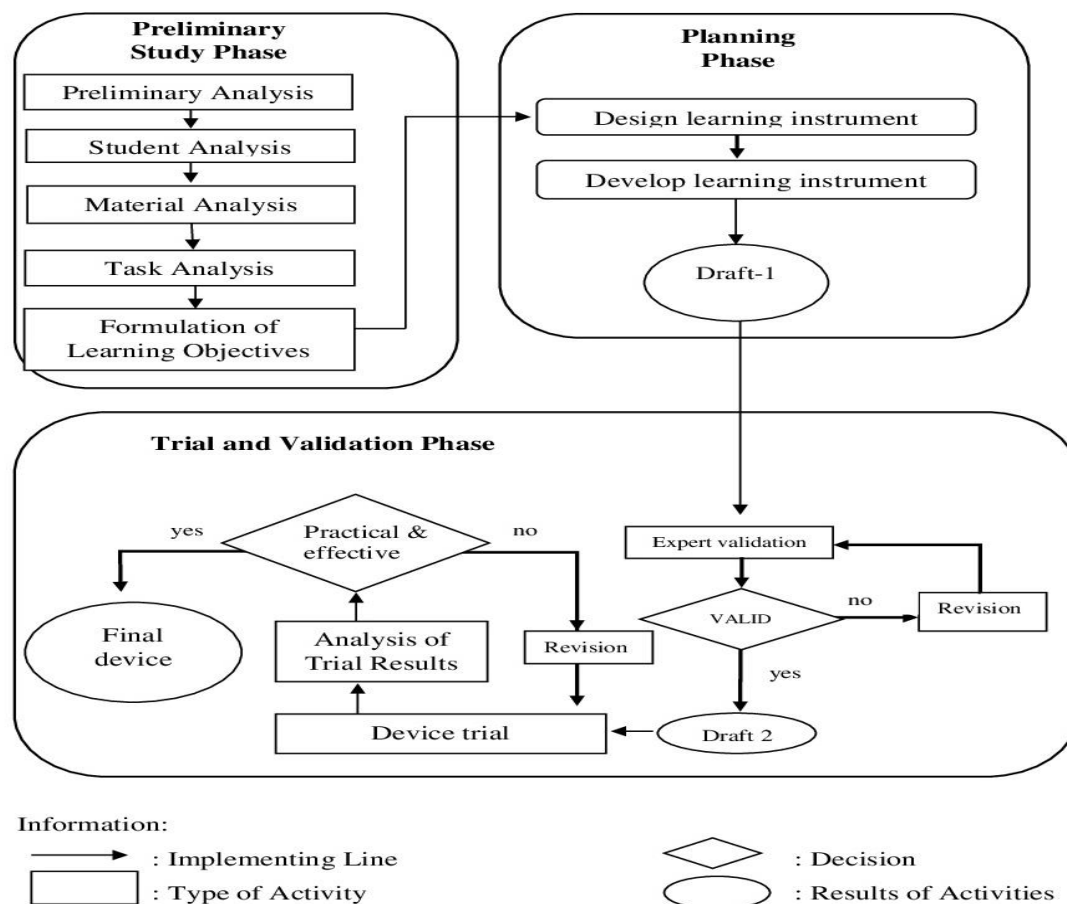 Preliminary
Study Phase
Preliminary Analysis
Student Analysis
Material Analysis
Task Analysis
Formulation of
Learning Objectives
Planning
Phase
Design learning instrument
Develop learning instrument
Draft-1
Trial and Validation Phase
yes
Practical &
effective
no
Final
device
Analysis of
Trial Results
Revision
Device trial
Expert validation
VALID
no
Revision
yes
Draft 2
Information:
: Implementing Line
: Type of Activity
: Decision
: Results of Activities